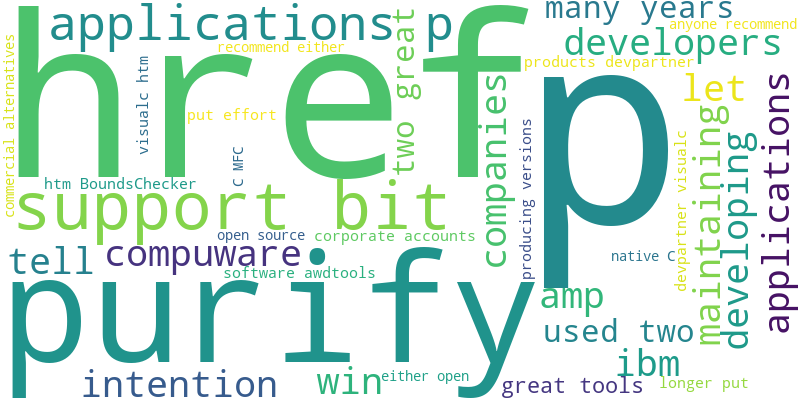 many years
anyone recommend
applications p
href
recommend either
two great
developers
products devpartner
p
let
applications
commercial alternatives
visualc htm
put effort
companies
C MFC
producing versions
devpartner visualc
maintaining
developing
htm BoundsChecker
support bit
open source
corporate accounts
compuware
tell
software awdtools
native C
purify
amp
used two
ibm
intention
win
either open
great tools
longer put